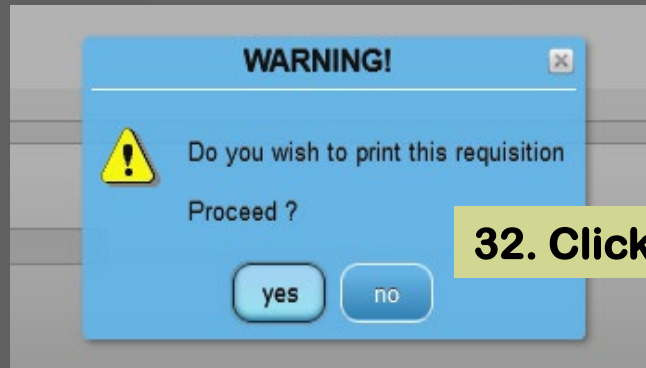 WARNING!
Do you wish to print this requisition
Proceed ?
32. Click
yes
no